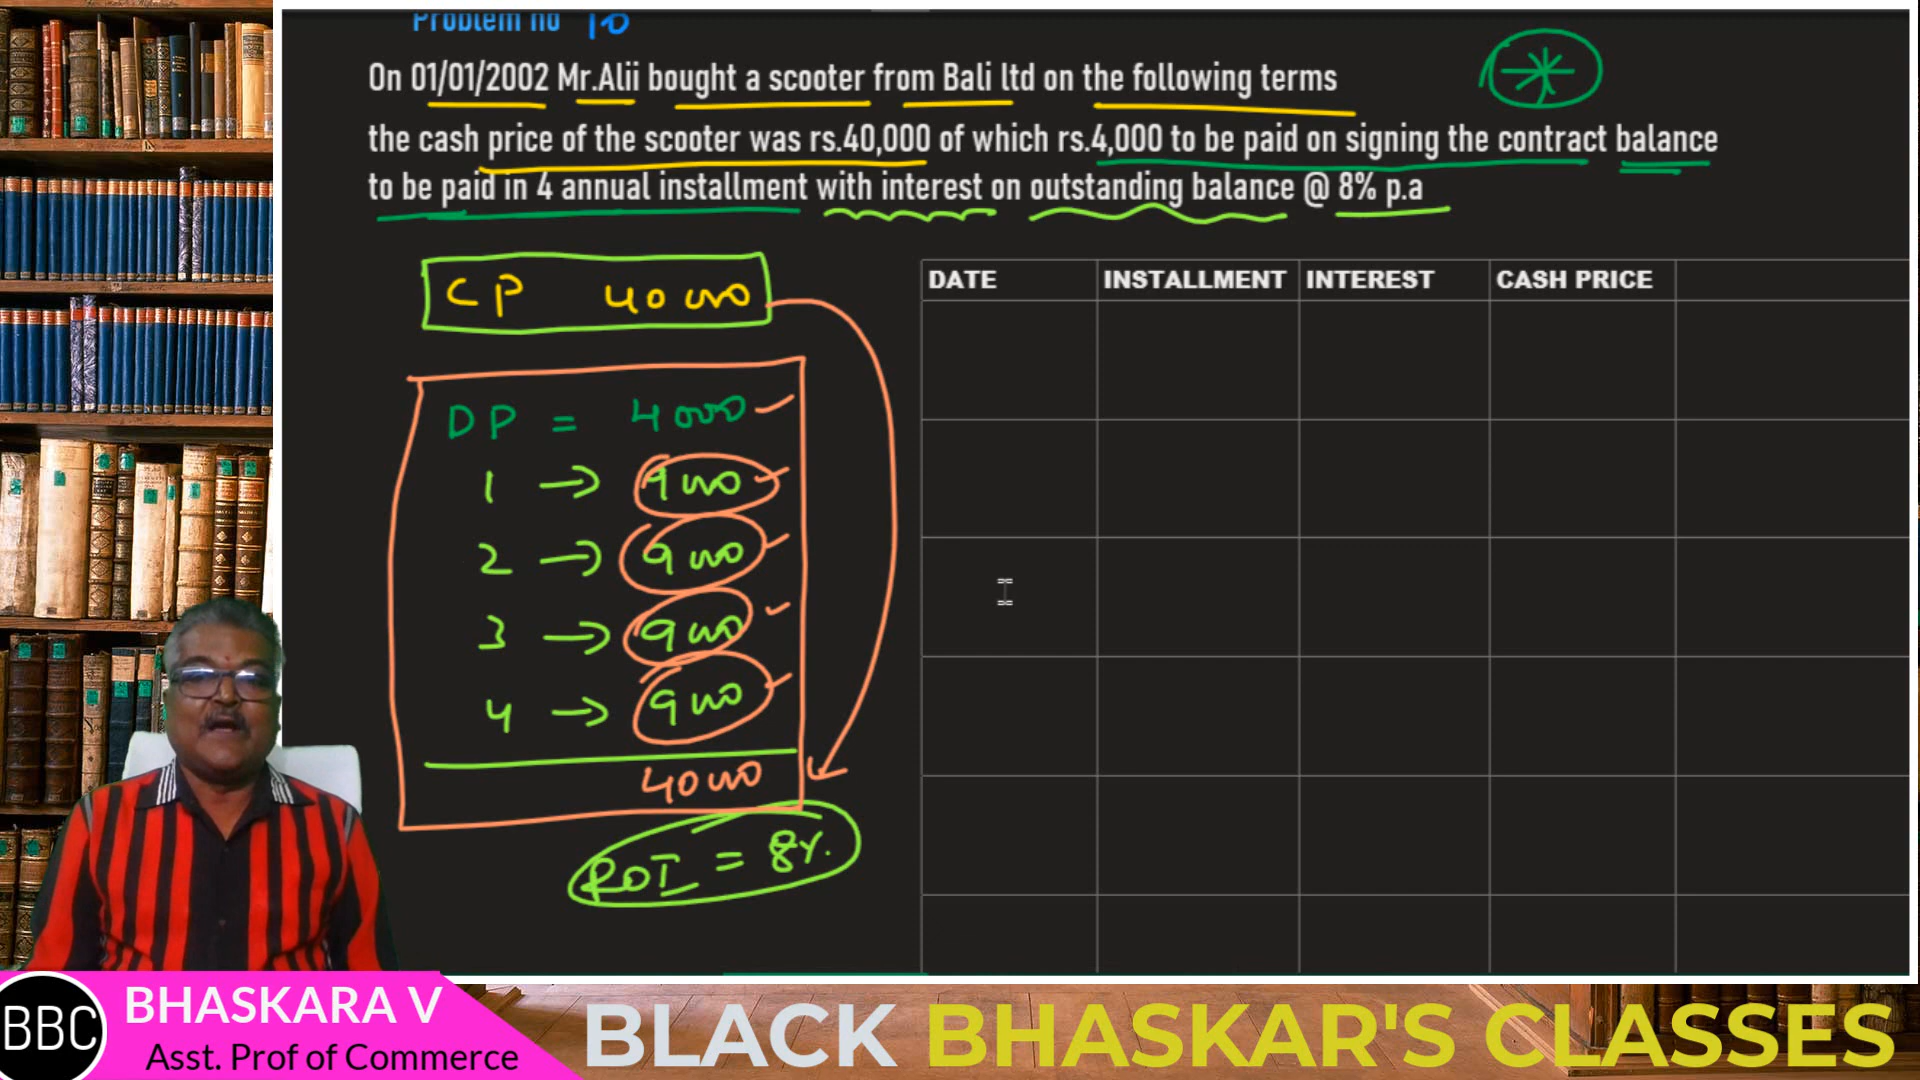 Problem no 10
On 01/01/2002 Mr.Alii bought a scooter from Bali ltd on the following terms
the cash price of the scooter was rs.40,000 of which rs.4,000 to be paid on signing the contract balance
to be paid in 4 annual installment with interest on outstanding balance @ 8% p.a
CP 40000
DP = 4000
1 → 9000
2 → 9000
3 → 9000
4 → 9000
40000
ROI = 8%.
DATE INSTALLMENT INTEREST CASH PRICE
BBC
BHASKARA V
Asst. Prof of Commerce
BLACK BHASKAR'S CLASSES